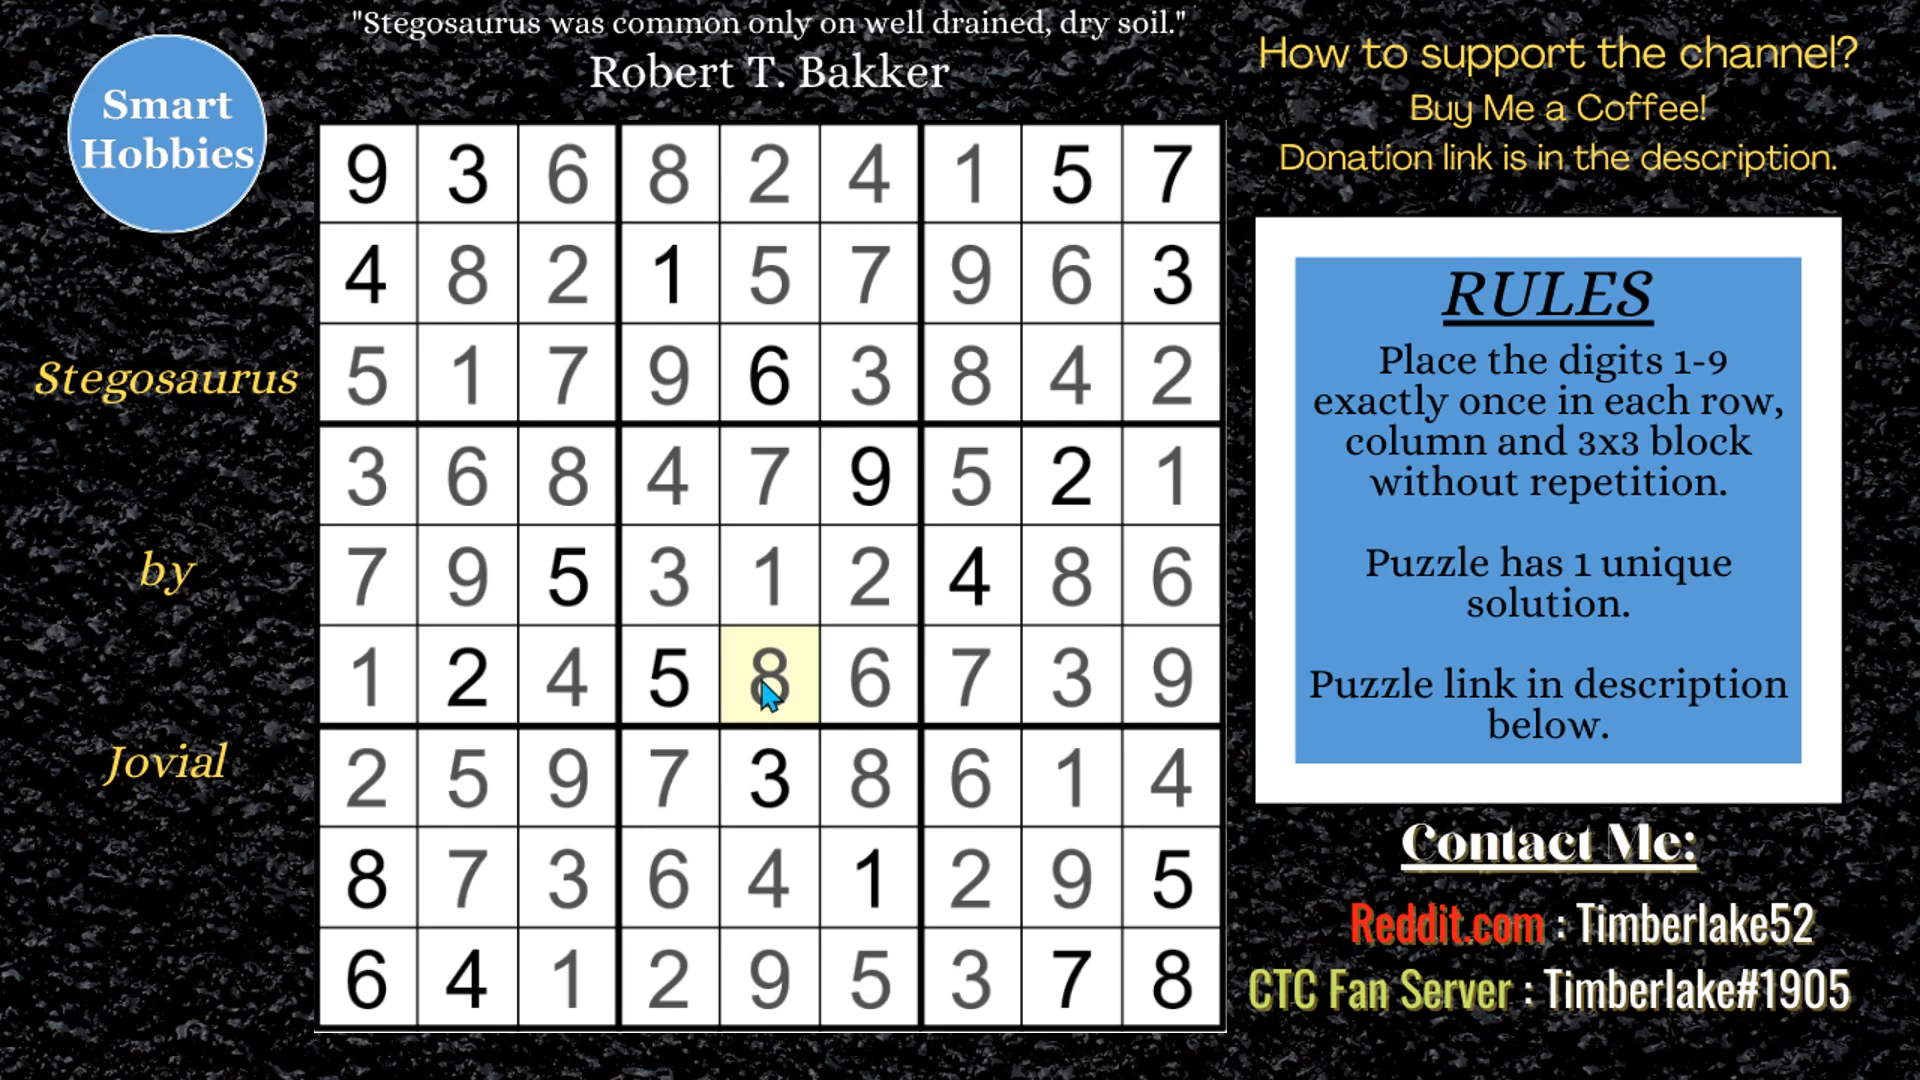 "Stegosaurus was common only on well drained, dry soil."
Robert T. Bakker
Smart
Hobbies
Stegosaurus
by
Jovial
9 3 6 8 2 4 1 5 7
4 8 2 1 5 7 9 6 3
5 1 7 9 6 3 8 4 2
3 6 8 4 7 9 5 2 1
7 9 5 3 1 2 4 8 6
1 2 4 5 8 6 7 3 9
2 5 9 7 3 8 6 1 4
8 7 3 6 4 1 2 9 5
6 4 1 2 9 5 3 7 8
How to support the channel?
Buy Me a Coffee!
Donation link is in the description.
RULES
Place the digits 1-9
exactly once in each row,
column and 3x3 block
without repetition.
Puzzle has 1 unique
solution.
Puzzle link in description
below.
Contact Me:
Reddit.com : Timberlake52
CTC Fan Server : Timberlake#1905